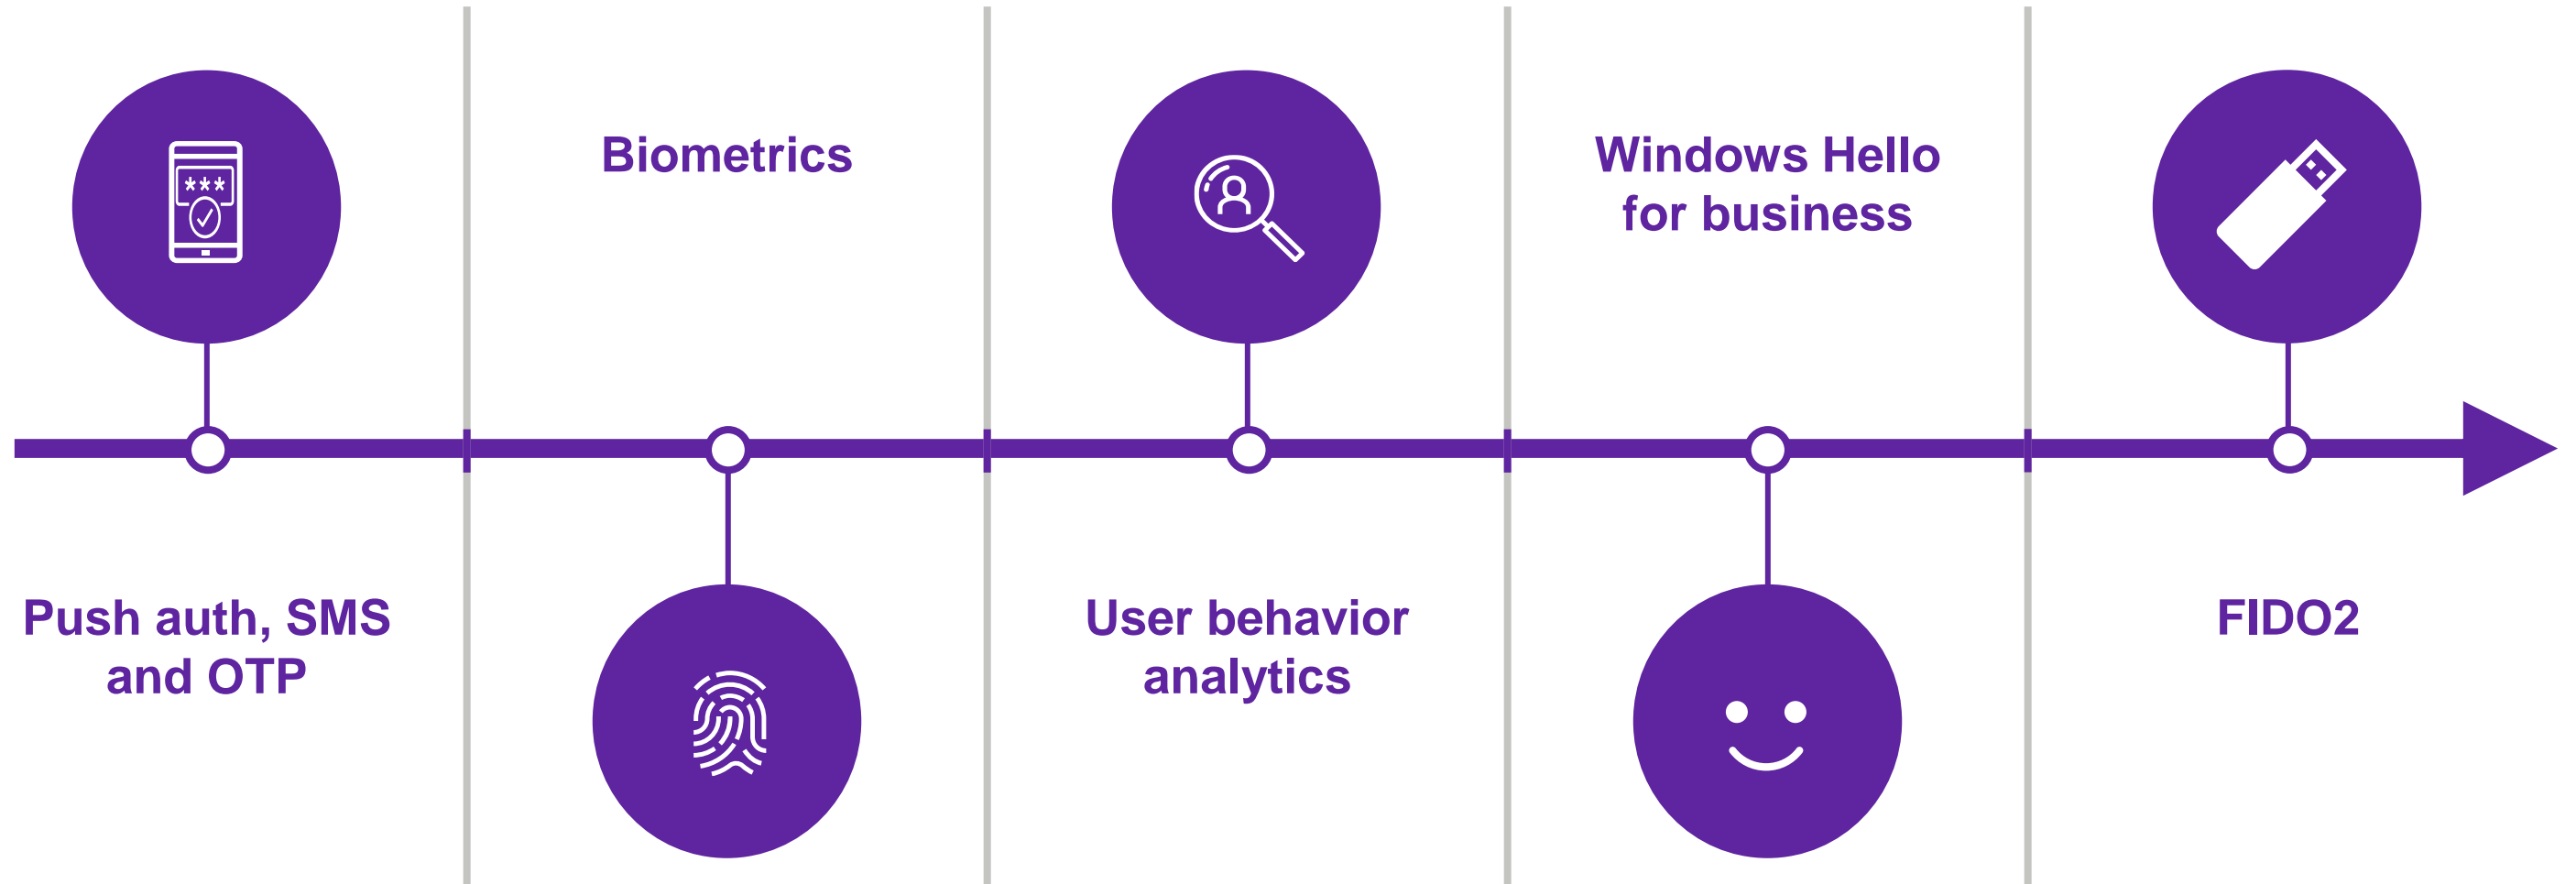 Push auth, SMS
and OTP
Biometrics
User behavior
analytics
Windows Hello
for business
FIDO2